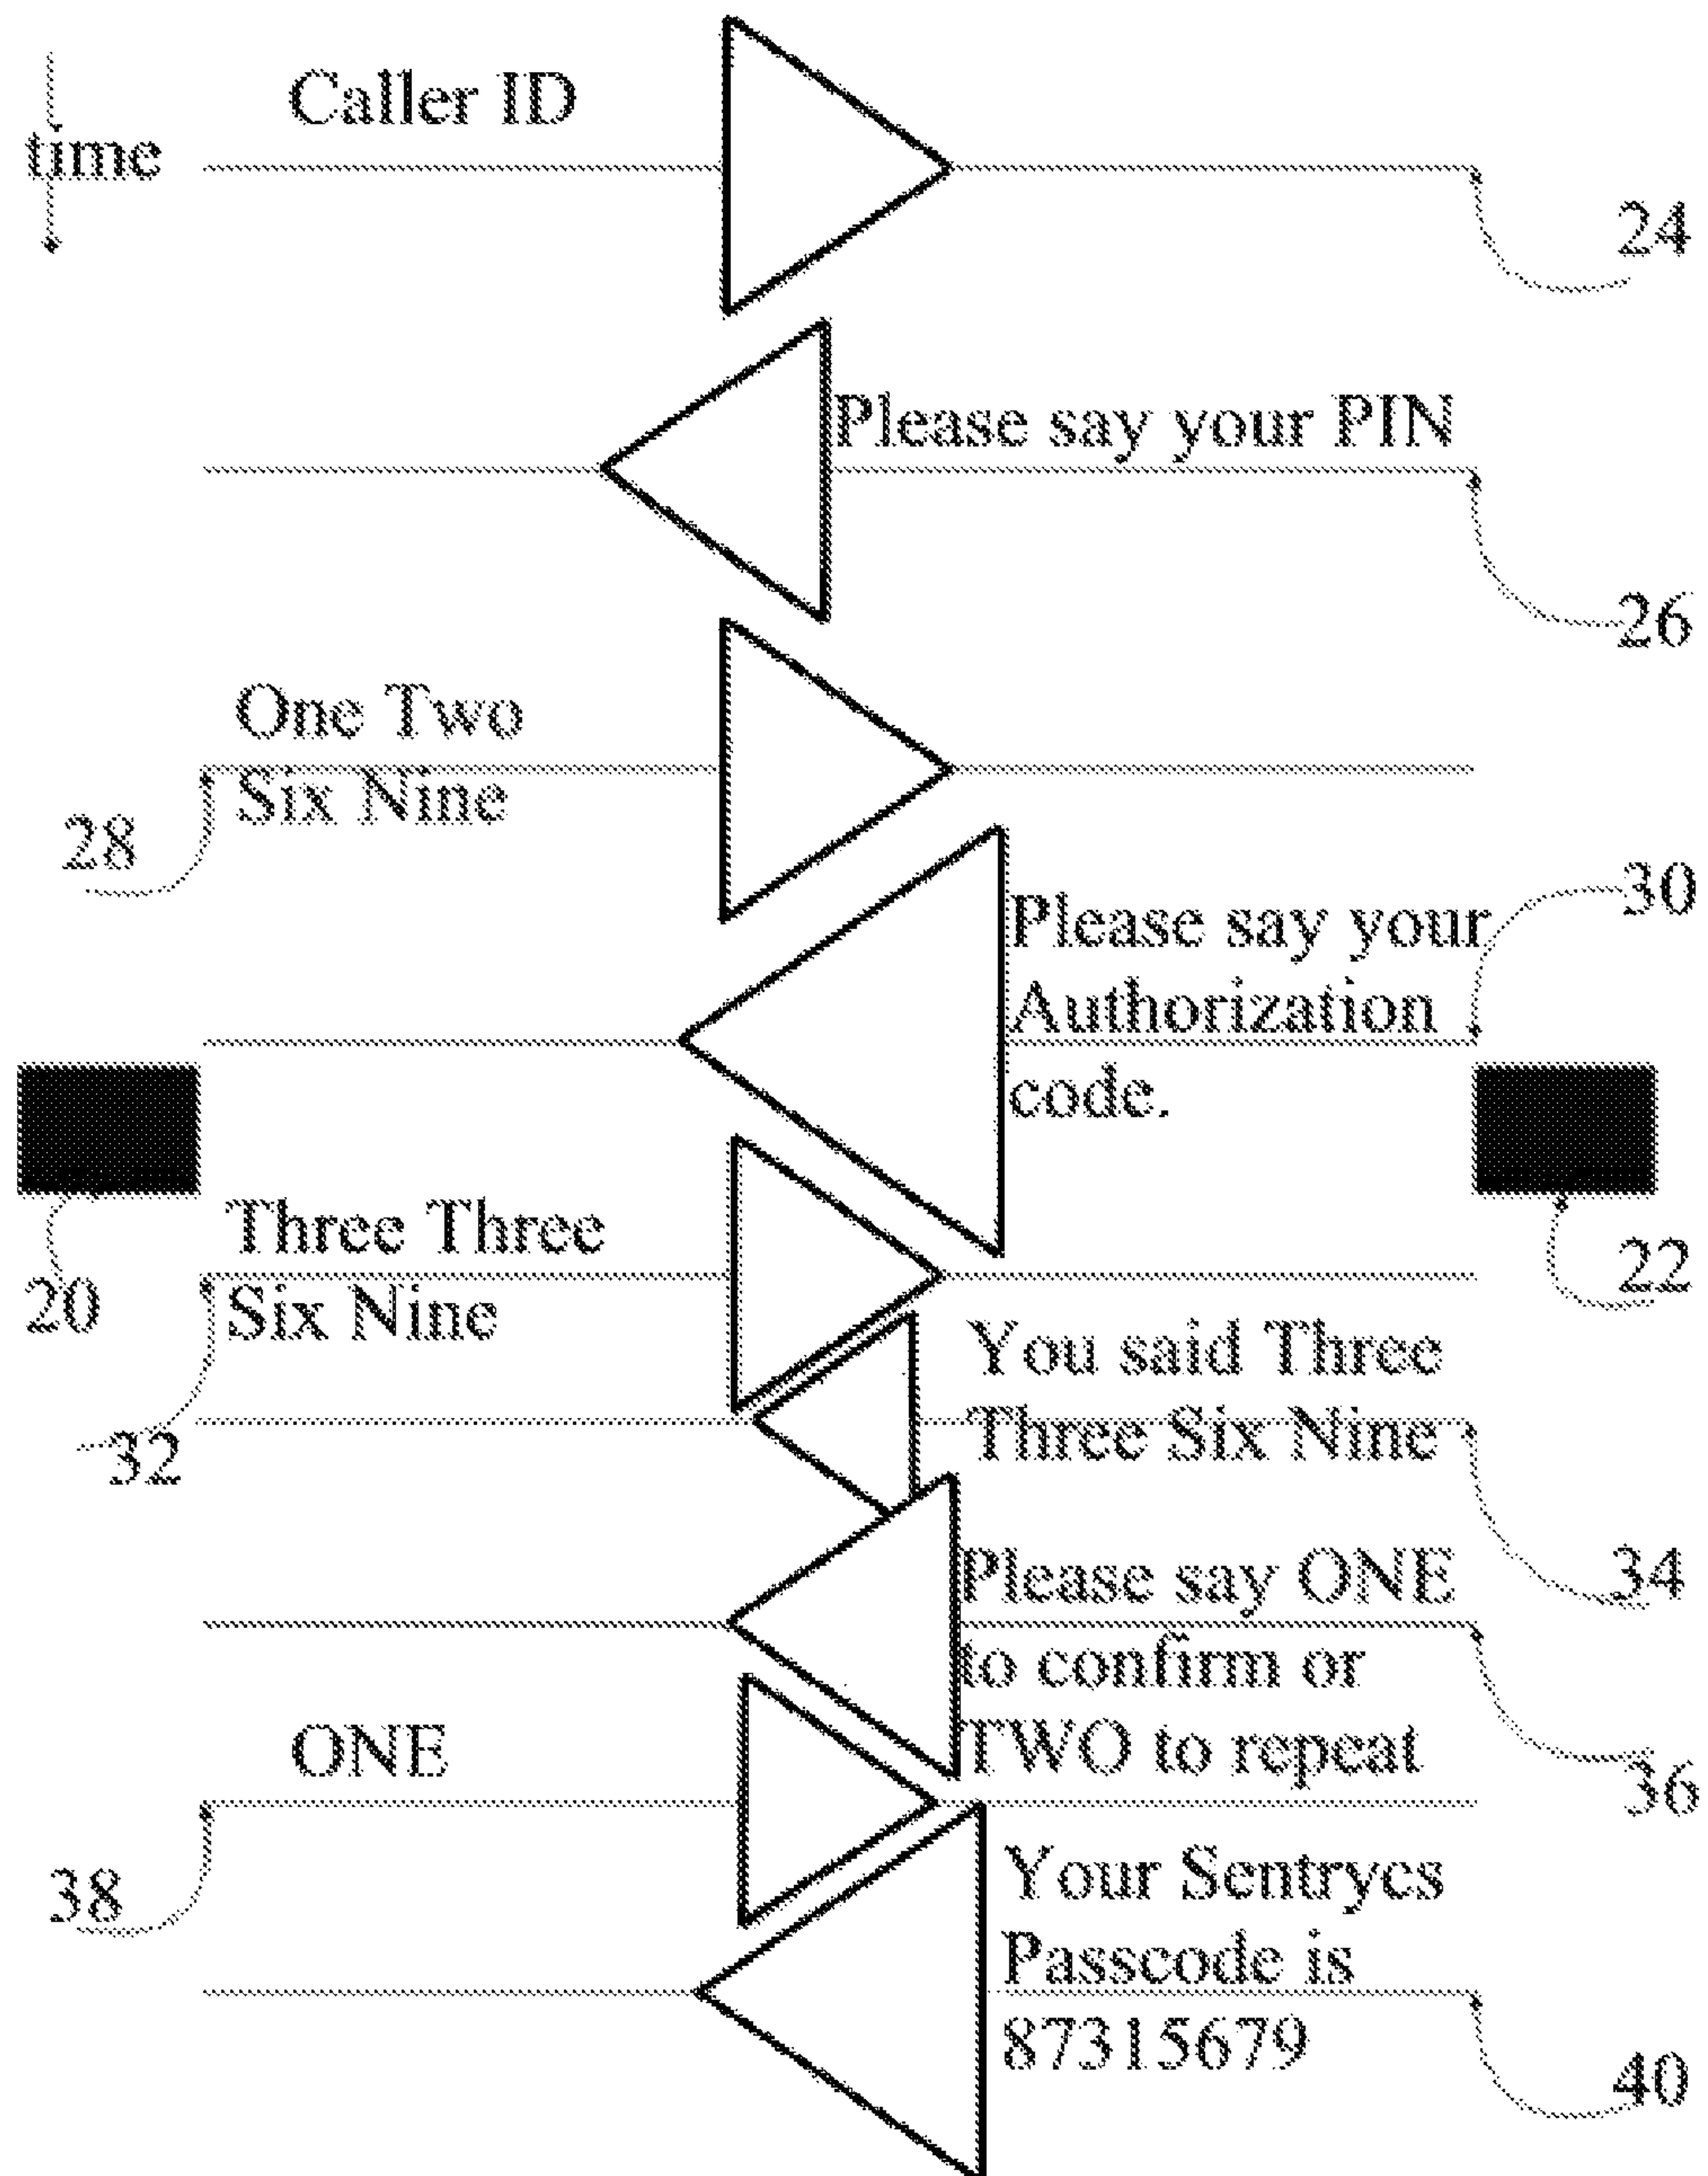 Caller ID
time
24
Please say your PIN
26
One Two
Six Nine
28
30
Please say your
Authorization
code.
20
22
Three Three
Six Nine
32
You said Three
Three Six Nine
34
Please say ONE
to confirm or
TWO to repeat
36
ONE
38
Your Sentrycs
Passcode is
87315679
40